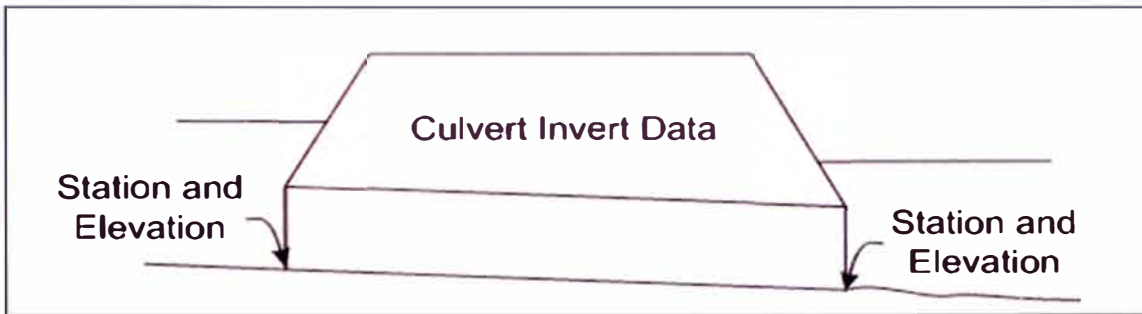 Culvert Invert Data
Station and
Elevation
Station and
Elevation